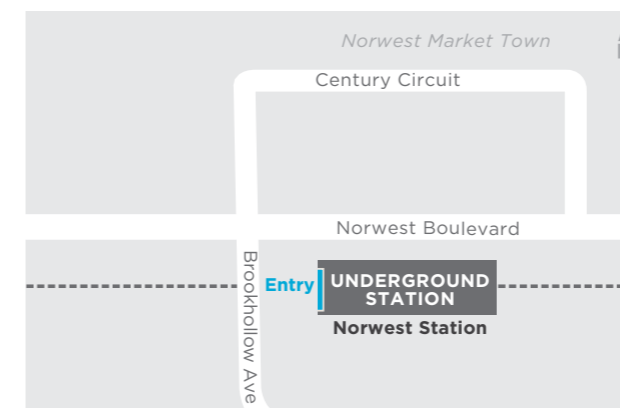 Norwest Market Town
Century Circuit
Norwest Boulevard
Brookhollow Ave
Entry
UNDERGROUND
STATION
Norwest Station